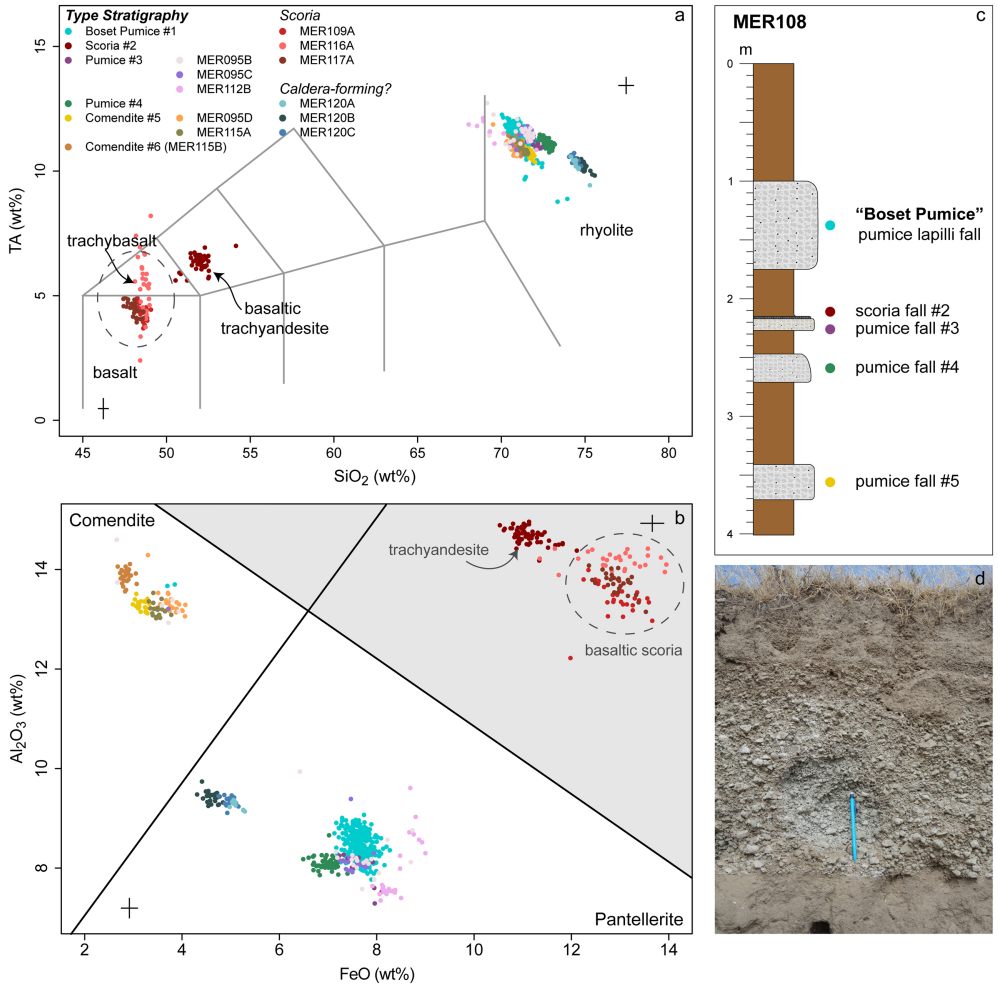 a
Type Stratigraphy
Boset Pumice #1
Scoria #2
Pumice #3
MER095B
MER095C
MER112B
Pumice #4
Comendite #5
MER095D
MER115A
Comendite #6 (MER115B)
Scoria
MER109A
MER116A
MER117A
Caldera-forming?
MER120A
MER120B
MER120C
trachybasalt
basaltic
trachyandesite
basalt
rhyolite
TA (wt%)
15
10
5
0
45 50 55 60 65 70 75 80
SiO2 (wt%)
b
Comendite
trachyandesite
basaltic scoria
Pantellerite
Al2O3 (wt%)
14
12
10
8
2 4 6 8 10 12 14
FeO (wt%)
c
MER108
m
0
1
“Boset Pumice”
pumice lapilli fall
2
scoria fall #2
pumice fall #3
pumice fall #4
3
pumice fall #5
4
d